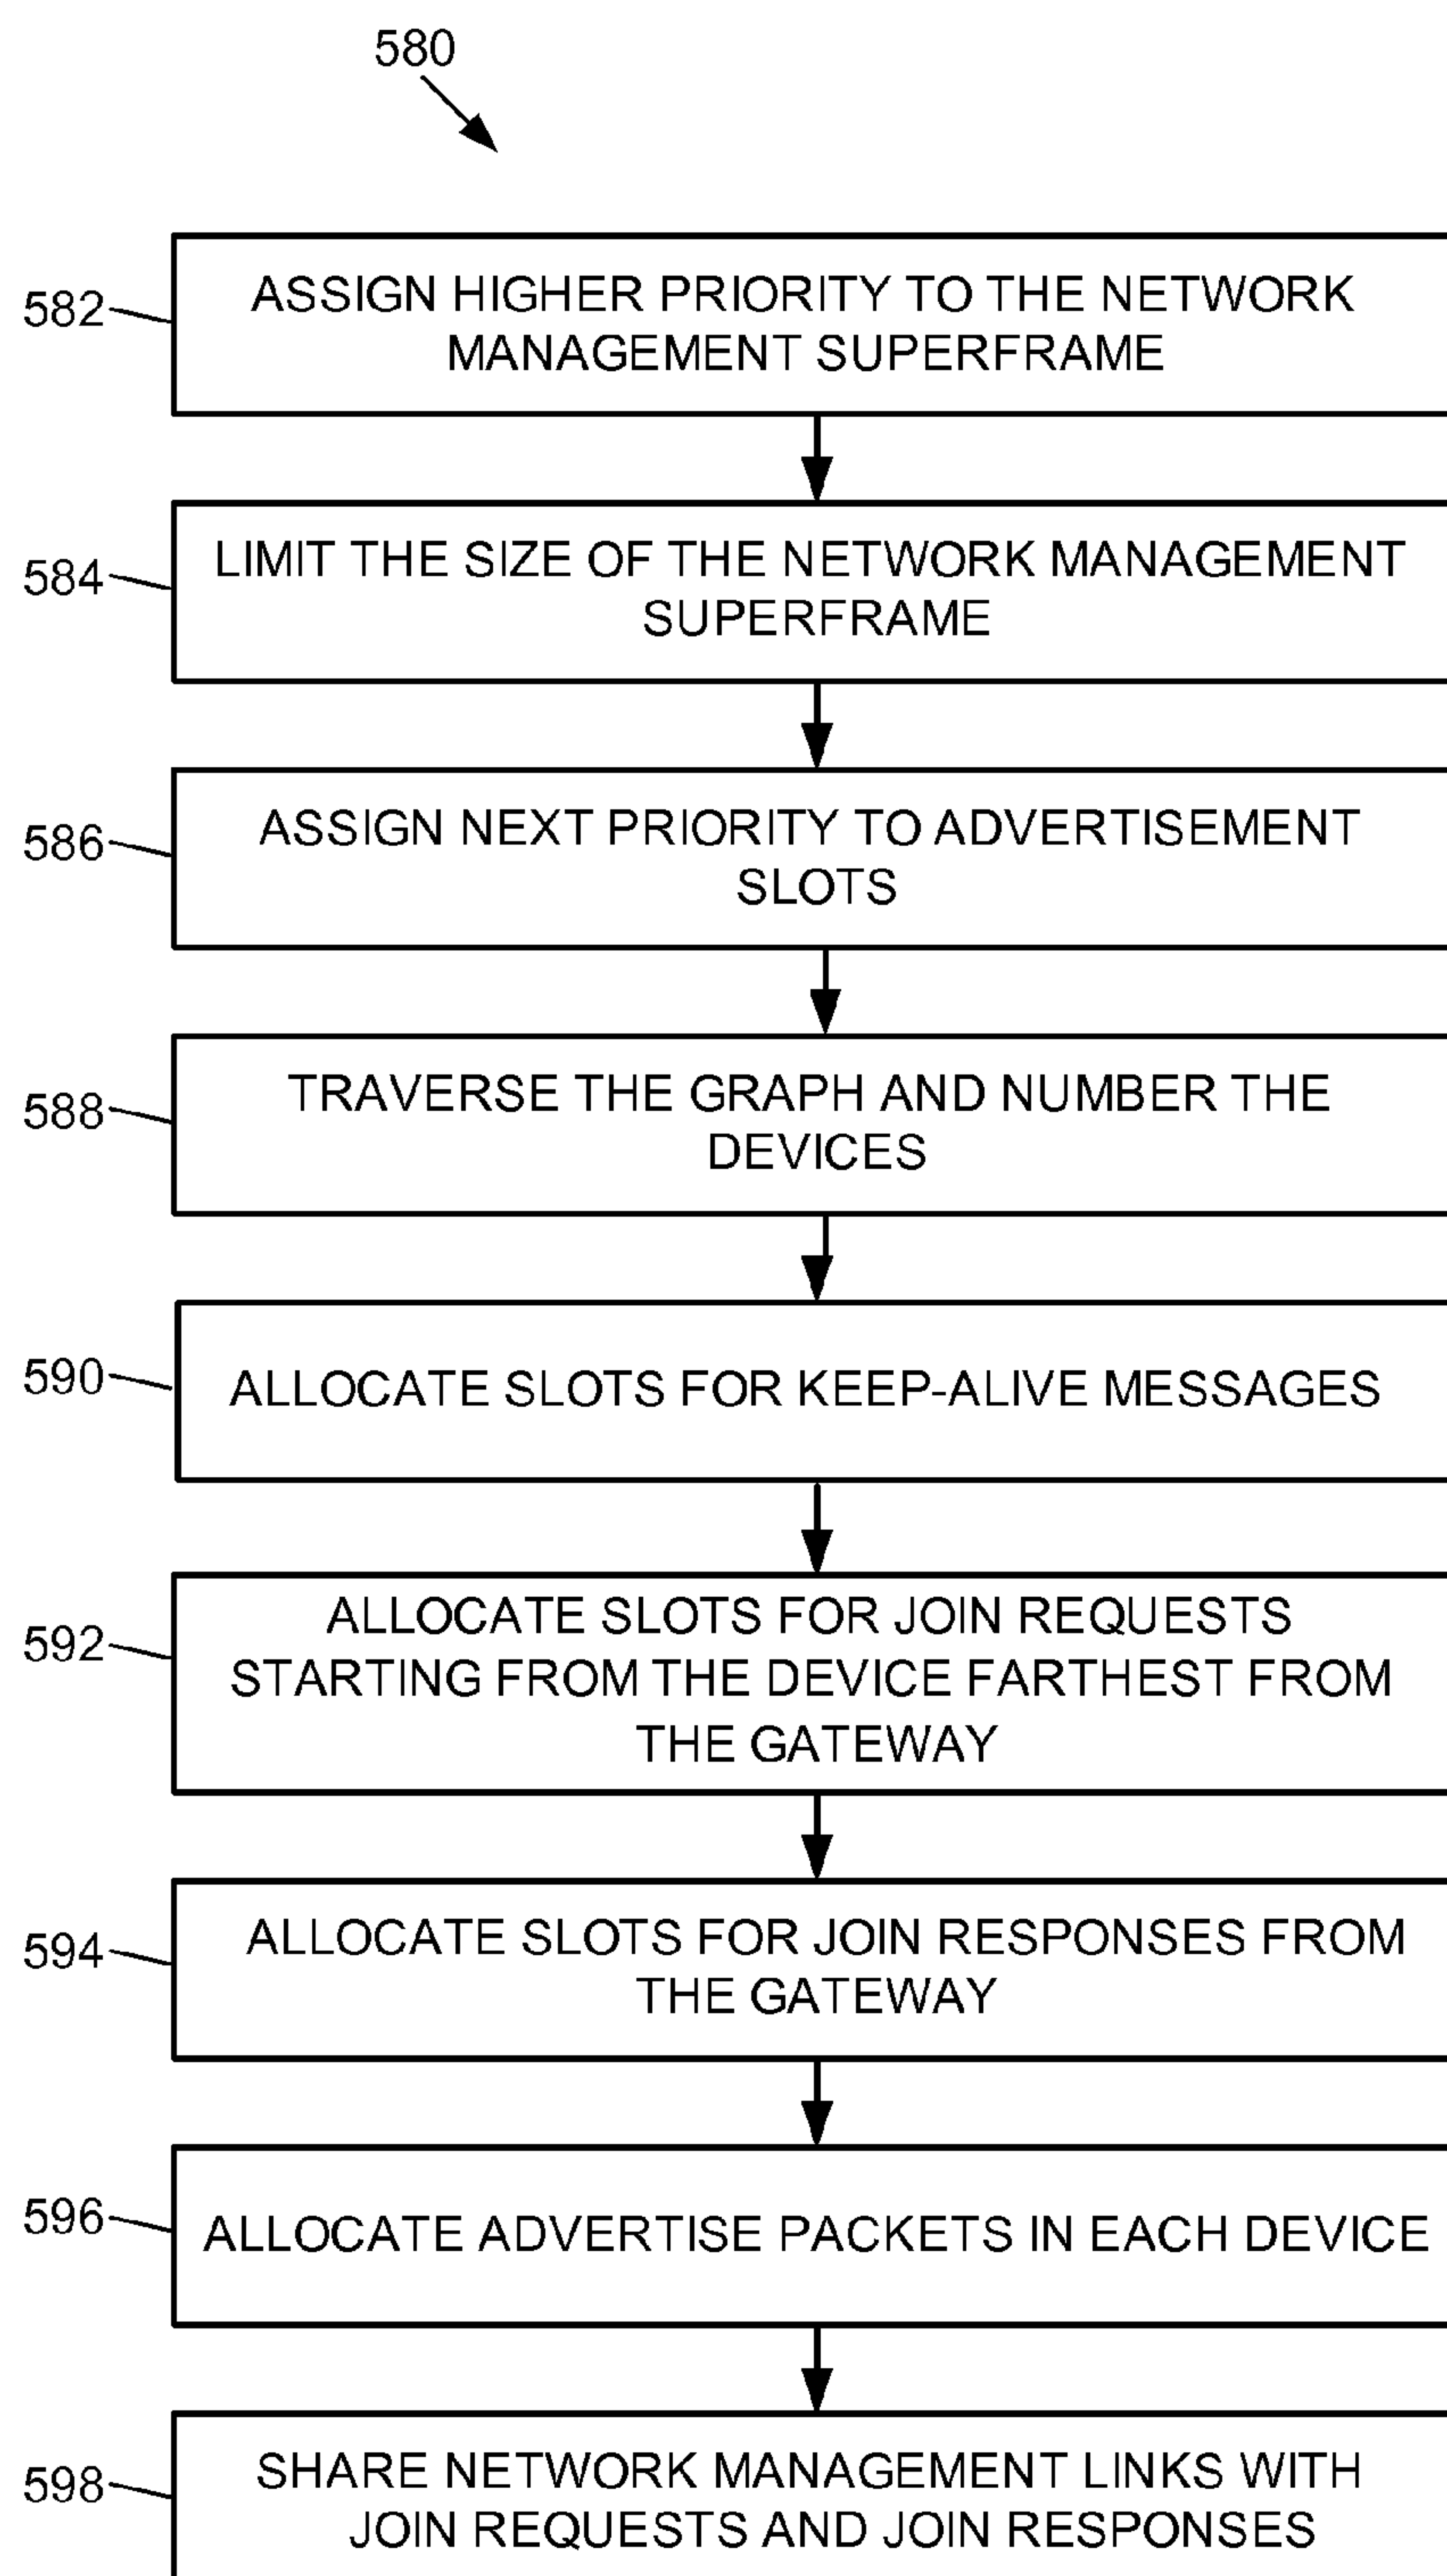 580
582
ASSIGN HIGHER PRIORITY TO THE NETWORK
MANAGEMENT SUPERFRAME
584
LIMIT THE SIZE OF THE NETWORK MANAGEMENT
SUPERFRAME
586
ASSIGN NEXT PRIORITY TO ADVERTISEMENT
SLOTS
588
TRAVERSE THE GRAPH AND NUMBER THE
DEVICES
590
ALLOCATE SLOTS FOR KEEP-ALIVE MESSAGES
592
ALLOCATE SLOTS FOR JOIN REQUESTS
STARTING FROM THE DEVICE FARTHEST FROM
THE GATEWAY
594
ALLOCATE SLOTS FOR JOIN RESPONSES FROM
THE GATEWAY
596
ALLOCATE ADVERTISE PACKETS IN EACH DEVICE
598
SHARE NETWORK MANAGEMENT LINKS WITH
JOIN REQUESTS AND JOIN RESPONSES